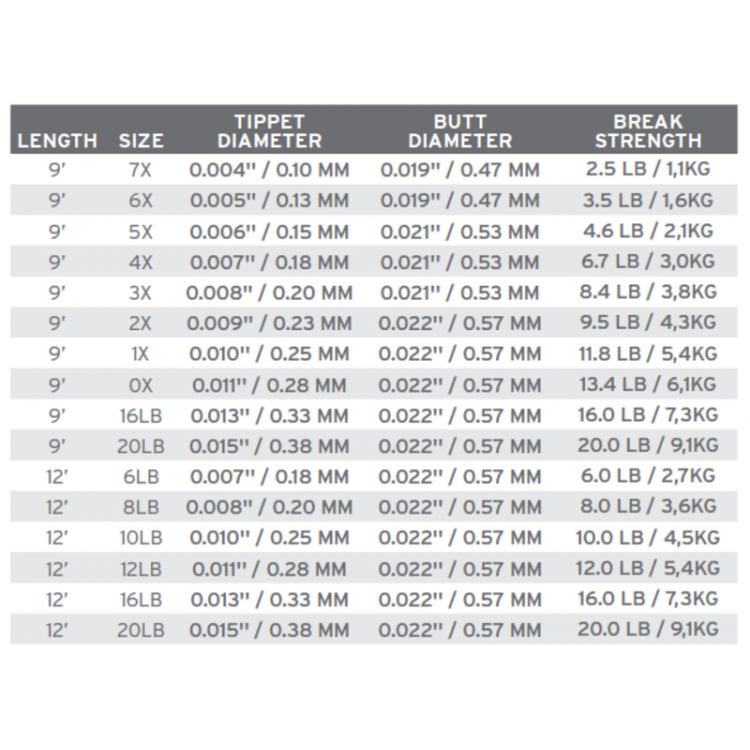 LENGTH SIZE TIPPET DIAMETER BUTT DIAMETER BREAK STRENGTH
9' 7X 0.004" / 0.10 MM 0.019" / 0.47 MM 2.5 LB / 1,1KG
9' 6X 0.005" / 0.13 MM 0.019" / 0.47 MM 3.5 LB / 1,6KG
9' 5X 0.006" / 0.15 MM 0.021" / 0.53 MM 4.6 LB / 2,1KG
9' 4X 0.007" / 0.18 MM 0.021" / 0.53 MM 6.7 LB / 3,0KG
9' 3X 0.008" / 0.20 MM 0.021" / 0.53 MM 8.4 LB / 3,8KG
9' 2X 0.009" / 0.23 MM 0.022" / 0.57 MM 9.5 LB / 4,3KG
9' 1X 0.010" / 0.25 MM 0.022" / 0.57 MM 11.8 LB / 5,4KG
9' 0X 0.011" / 0.28 MM 0.022" / 0.57 MM 13.4 LB / 6,1KG
9' 16LB 0.013" / 0.33 MM 0.022" / 0.57 MM 16.0 LB / 7,3KG
9' 20LB 0.015" / 0.38 MM 0.022" / 0.57 MM 20.0 LB / 9,1KG
12' 6LB 0.007" / 0.18 MM 0.022" / 0.57 MM 6.0 LB / 2,7KG
12' 8LB 0.008" / 0.20 MM 0.022" / 0.57 MM 8.0 LB / 3,6KG
12' 10LB 0.010" / 0.25 MM 0.022" / 0.57 MM 10.0 LB / 4,5KG
12' 12LB 0.011" / 0.28 MM 0.022" / 0.57 MM 12.0 LB / 5,4KG
12' 16LB 0.013" / 0.33 MM 0.022" / 0.57 MM 16.0 LB / 7,3KG
12' 20LB 0.015" / 0.38 MM 0.022" / 0.57 MM 20.0 LB / 9,1KG